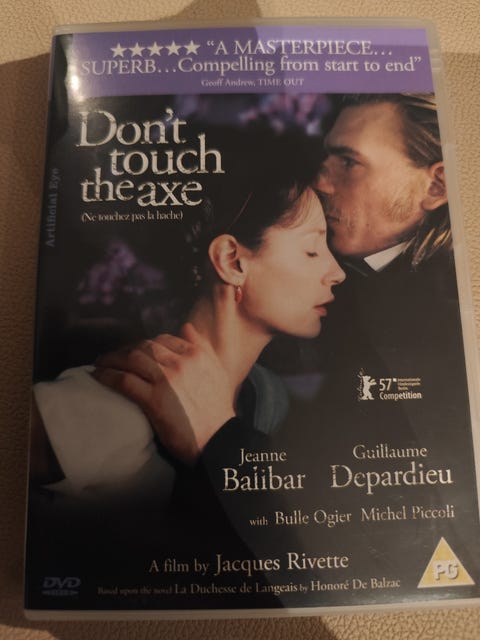 ★★★★★ "A MASTERPIECE...
SUPERB...Compelling from start to end"
Geoff Andrew, TIME OUT
Don't
touch
the axe
(Ne touchez pas la hache)
Artificial Eye
57
Internationale
Filmfestspiele
Berlin
Competition
Jeanne
Balibar
Guillaume
Depardieu
with Bulle Ogier Michel Piccoli
A film by Jacques Rivette
Based upon the novel La Duchesse de Langeais by Honoré De Balzac
DVD
PG